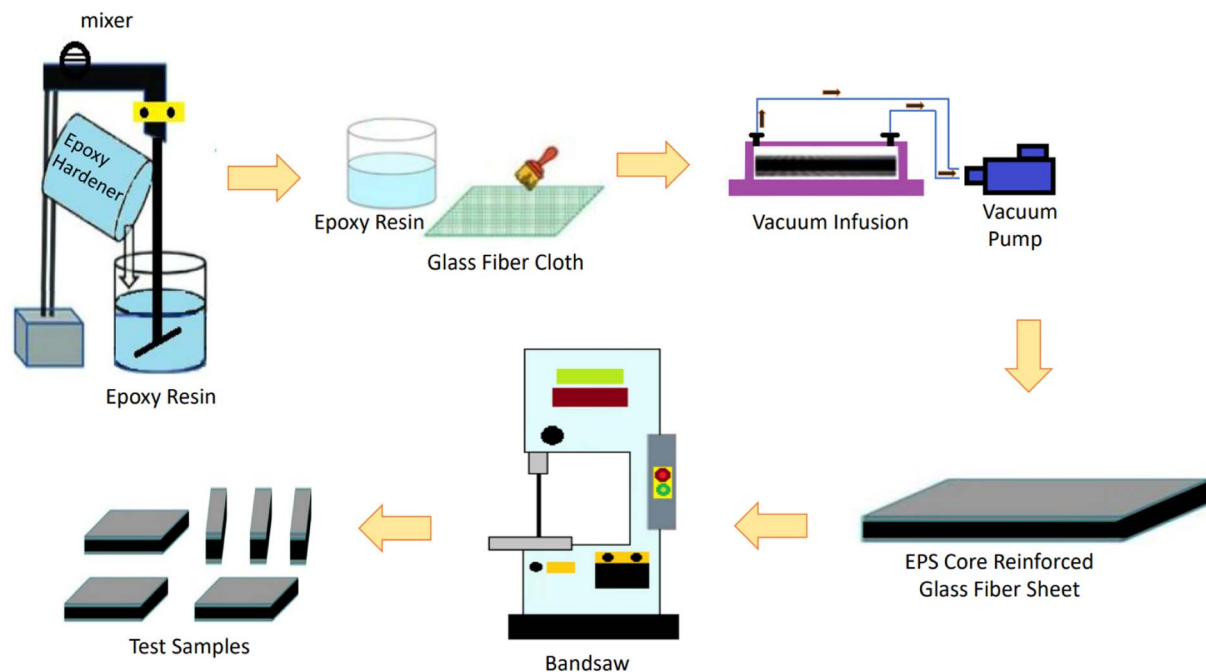 mixer
Epoxy
Hardener
Epoxy Resin
Epoxy Resin
Glass Fiber Cloth
Vacuum Infusion
Vacuum
Pump
EPS Core Reinforced
Glass Fiber Sheet
Bandsaw
Test Samples